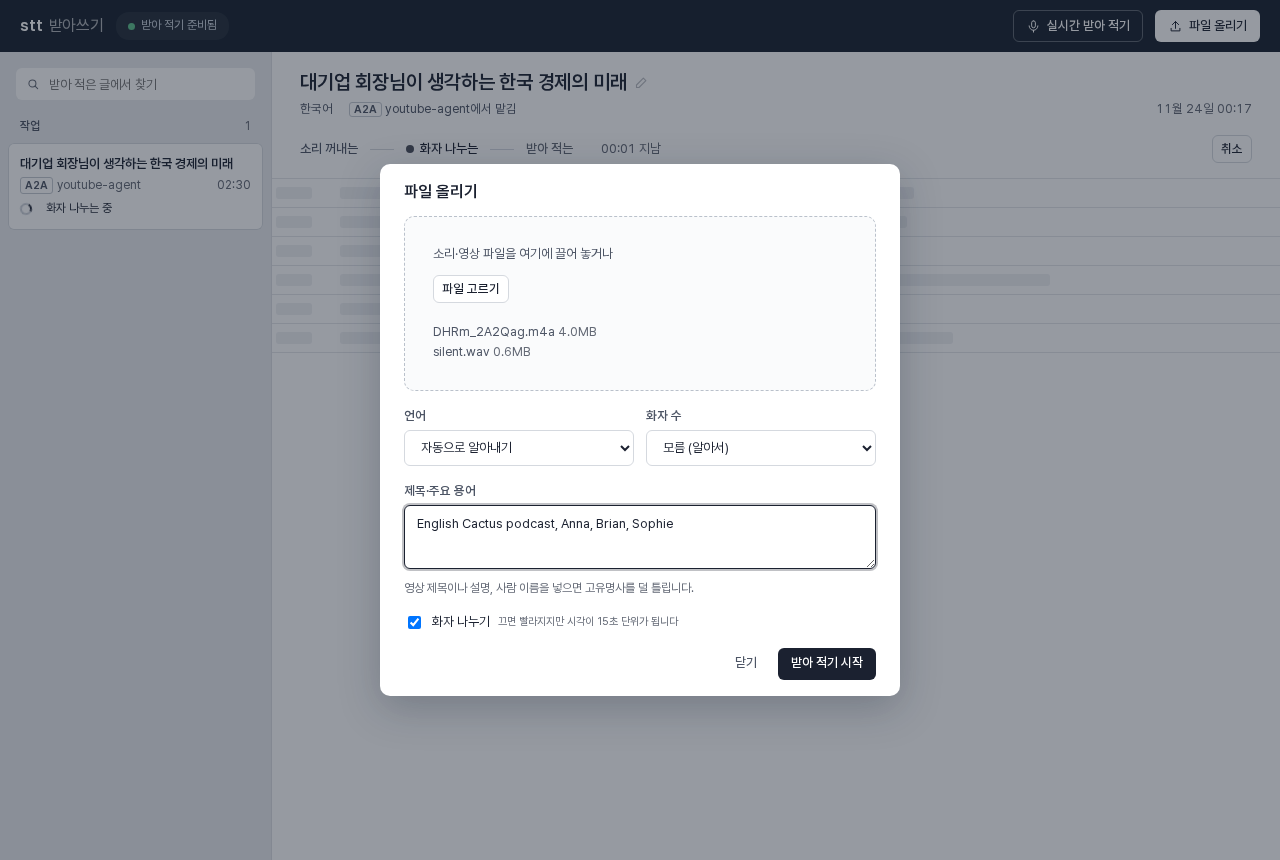 stt 받아쓰기 받아 적기 준비됨 실시간 받아 적기 파일 올리기
받아 적은 글에서 찾기
작업 1
대기업 회장님이 생각하는 한국 경제의 미래
A2A youtube-agent 02:30
화자 나누는 중
대기업 회장님이 생각하는 한국 경제의 미래
한국어 A2A youtube-agent에서 맡김 11월 24일 00:17
소리 꺼내는 화자 나누는 받아 적는 00:01 지남 취소
파일 올리기
소리·영상 파일을 여기에 끌어 놓거나
파일 고르기
DHRm_2A2Qag.m4a 4.0MB
silent.wav 0.6MB
언어 화자 수
자동으로 알아내기 모름 (알아서)
제목·주요 용어
English Cactus podcast, Anna, Brian, Sophie
영상 제목이나 설명, 사람 이름을 넣으면 고유명사를 덜 틀립니다.
화자 나누기 끄면 빨라지지만 시각이 15초 단위가 됩니다
닫기 받아 적기 시작